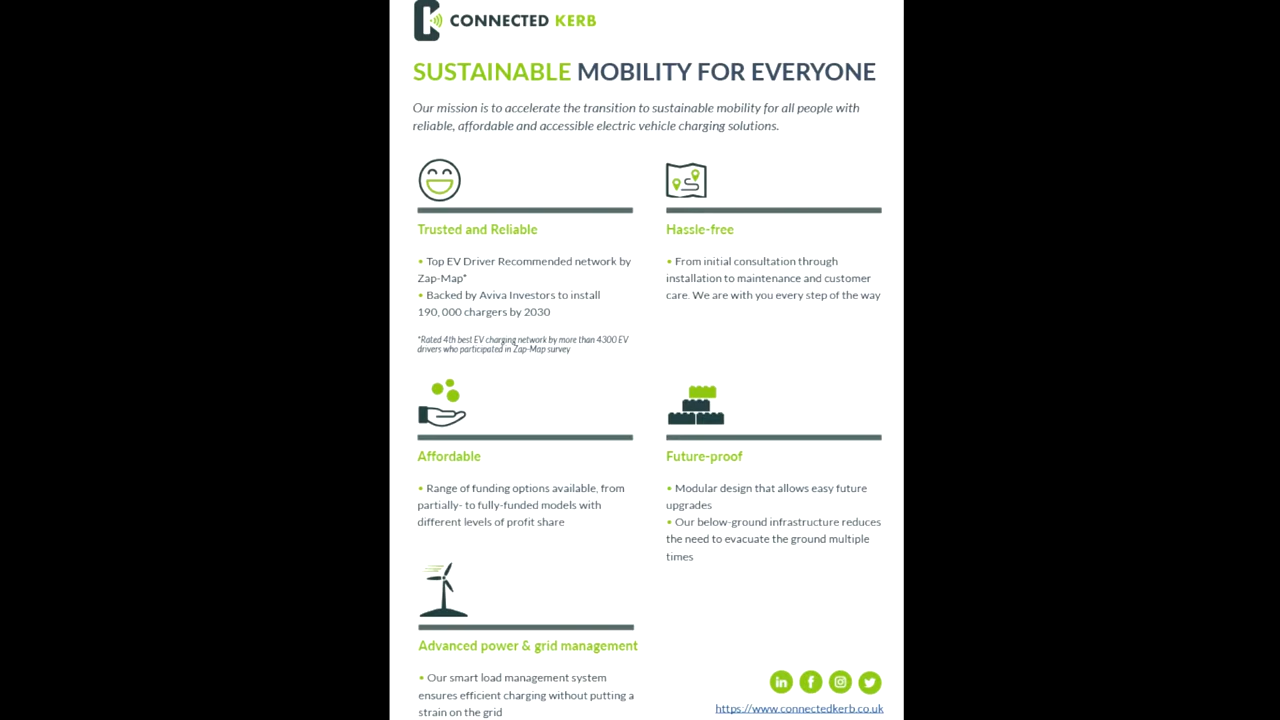 CONNECTED KERB
SUSTAINABLE MOBILITY FOR EVERYONE
Our mission is to accelerate the transition to sustainable mobility for all people with
reliable, affordable and accessible electric vehicle charging solutions.
Trusted and Reliable
• Top EV Driver Recommended network by
Zap-Map*
• Backed by Aviva Investors to install
190, 000 chargers by 2030
*Rated 4th best EV charging network by more than 4300 EV
drivers who participated in Zap-Map survey
Hassle-free
• From initial consultation through
installation to maintenance and customer
care. We are with you every step of the way
Affordable
• Range of funding options available, from
partially- to fully-funded models with
different levels of profit share
Future-proof
• Modular design that allows easy future
upgrades
• Our below-ground infrastructure reduces
the need to evacuate the ground multiple
times
Advanced power & grid management
• Our smart load management system
ensures efficient charging without putting a
strain on the grid
https://www.connectedkerb.co.uk